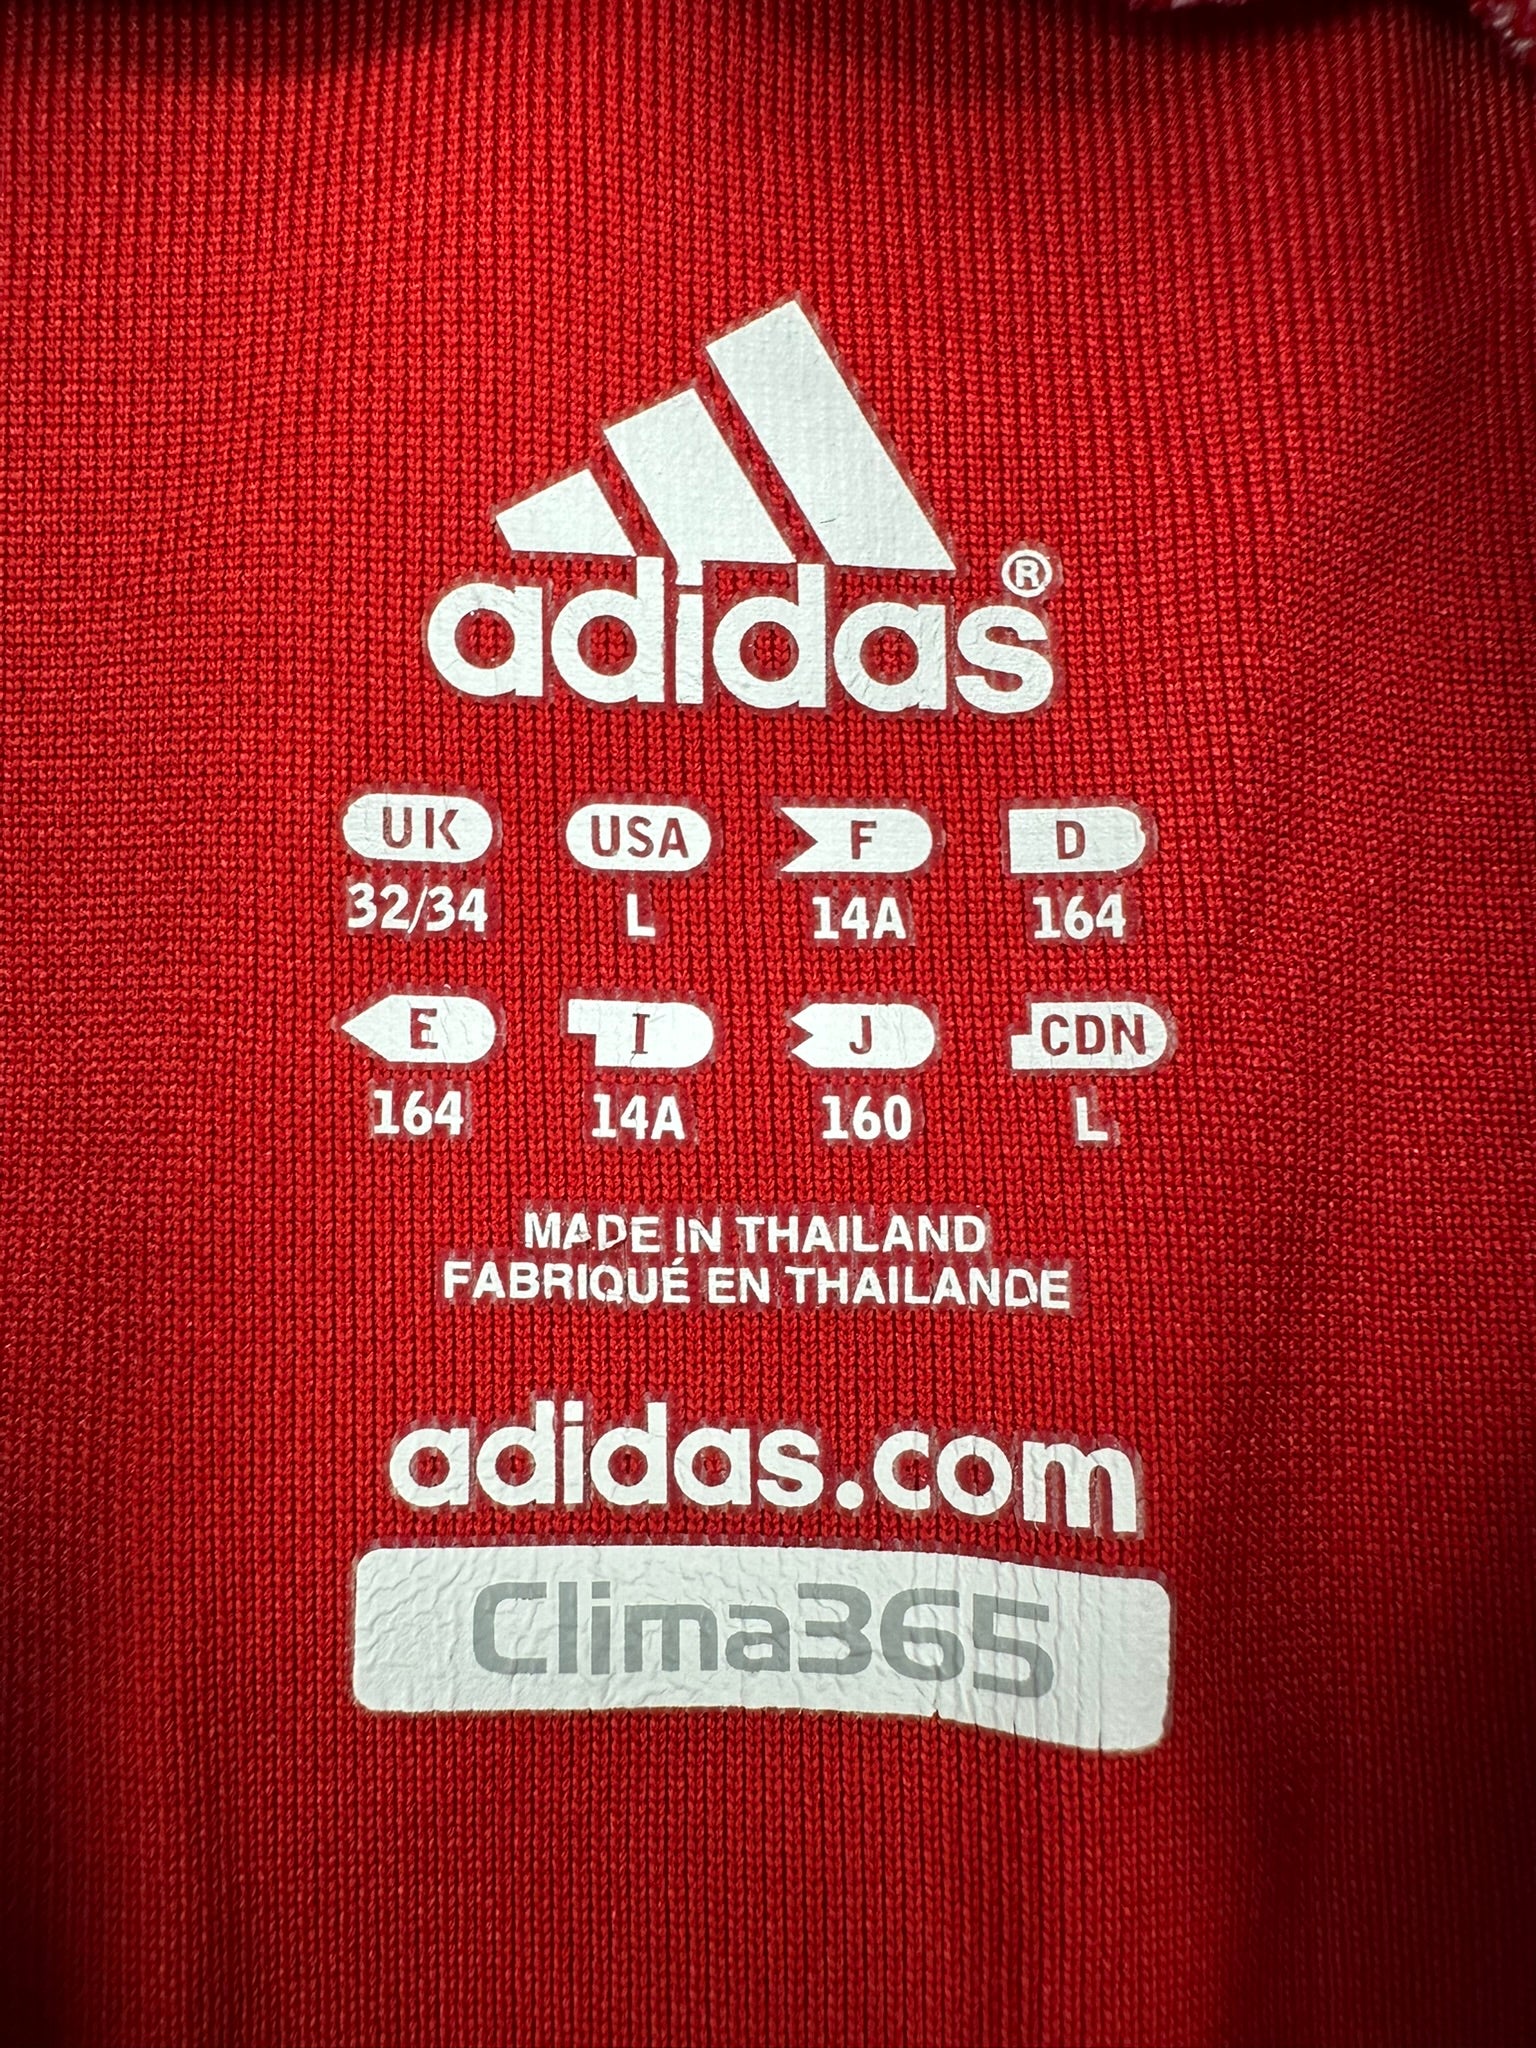 adidas®
UK USA F D
32/34 L 14A 164
E I J CDN
164 14A 160 L
MADE IN THAILAND
FABRIQUÉ EN THAILANDE
adidas.com
Clima365